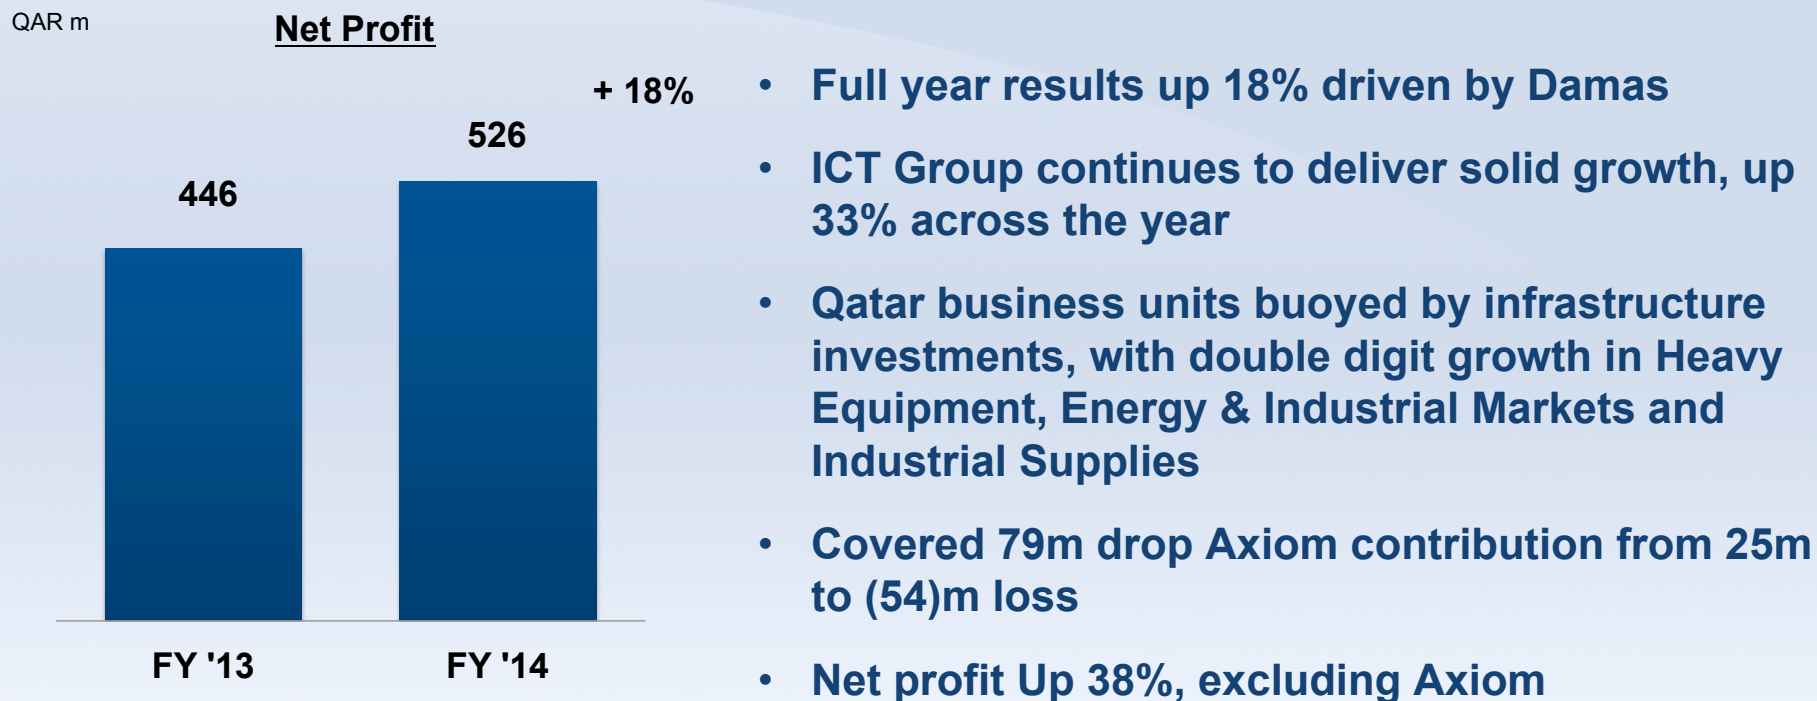 QAR m
Net Profit
+ 18%
526
446
FY '13
FY '14
• Full year results up 18% driven by Damas
• ICT Group continues to deliver solid growth, up
33% across the year
• Qatar business units buoyed by infrastructure
investments, with double digit growth in Heavy
Equipment, Energy & Industrial Markets and
Industrial Supplies
• Covered 79m drop Axiom contribution from 25m
to (54)m loss
• Net profit Up 38%, excluding Axiom